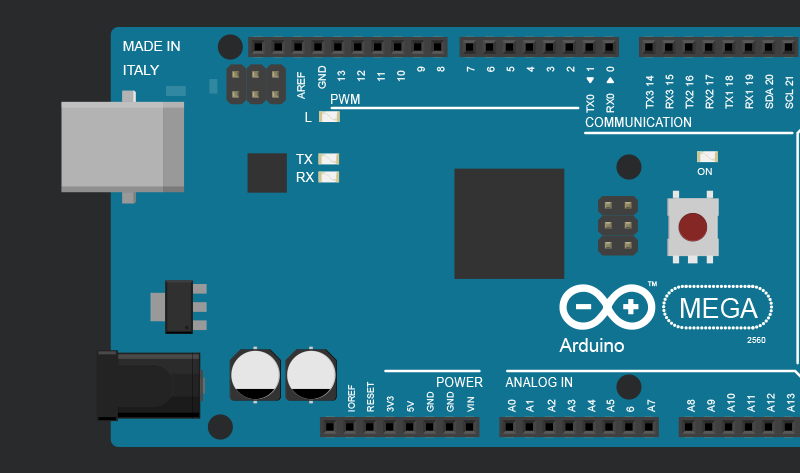 MADE IN
ITALY
AREF
GND
13
12
11
10
9
8
7
6
5
4
3
2
TX0 ◀ 1
RX0 ▶ 0
TX3 14
RX3 15
TX2 16
RX2 17
TX1 18
RX1 19
SDA 20
SCL 21
PWM
COMMUNICATION
L
TX
RX
ON
™
MEGA
Arduino
2560
POWER
ANALOG IN
IOREF
RESET
3V3
5V
GND
GND
VIN
A0
A1
A2
A3
A4
A5
6
A7
A8
A9
A10
A11
A12
A13